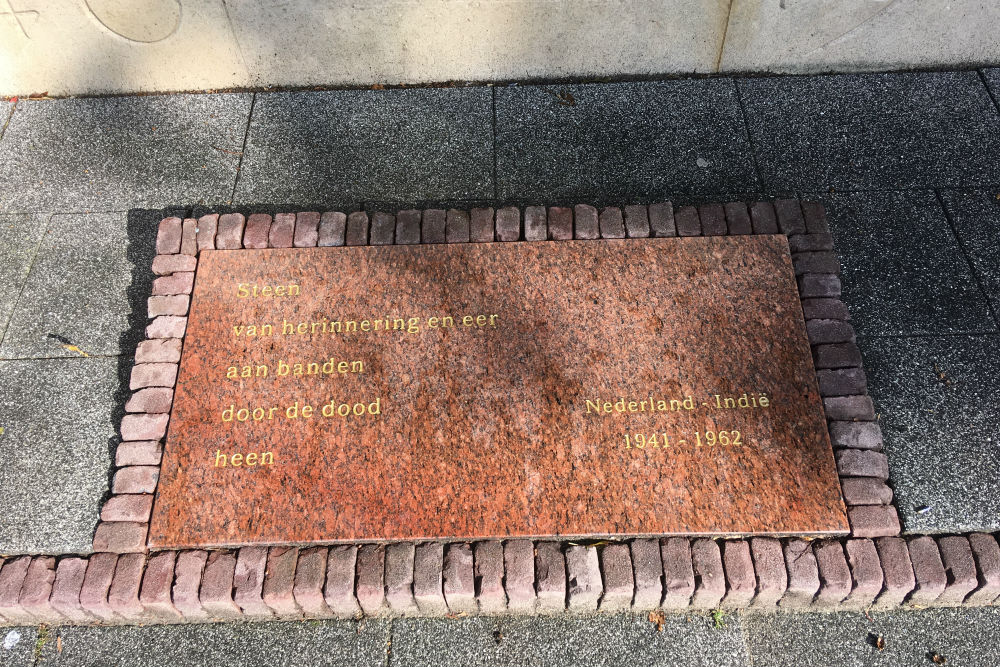 Steen
van herinnering en eer
aan banden
door de dood
heen
Nederland - Indië
1941 - 1962